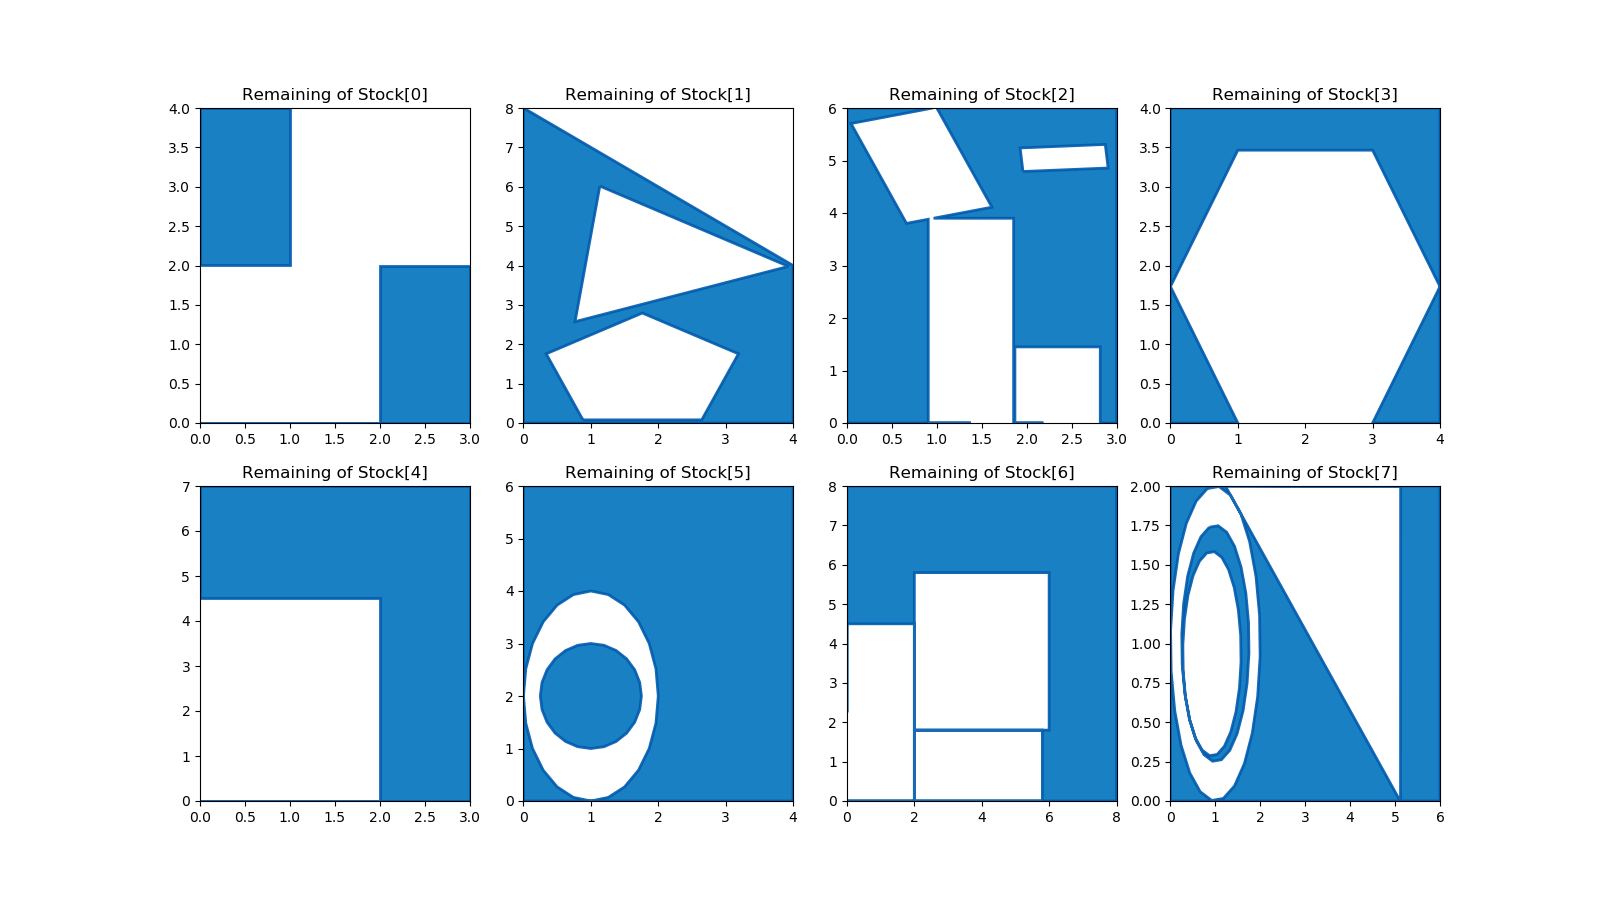 Remaining of Stock[0] Remaining of Stock[1] Remaining of Stock[2] Remaining of Stock[3]
4.0 8 6 4.0
3.5 7 3.5
3.0 6 5 3.0
2.5 5 4 2.5
2.0 4 3 2.0
1.5 3 1.5
1.0 2 2 1.0
0.5 1 1 0.5
0.0 0 0 0.0
0.0 0.5 1.0 1.5 2.0 2.5 3.0 0 1 2 3 4 0.0 0.5 1.0 1.5 2.0 2.5 3.0 0 1 2 3 4
Remaining of Stock[4] Remaining of Stock[5] Remaining of Stock[6] Remaining of Stock[7]
7 6 8 2.00
6 5 7 1.75
5 4 6 1.50
4 5 1.25
3 3 4 1.00
2 2 3 0.75
1 1 2 0.50
1 0.25
0 0 0 0.00
0.0 0.5 1.0 1.5 2.0 2.5 3.0 0 1 2 3 4 0 2 4 6 8 0 1 2 3 4 5 6